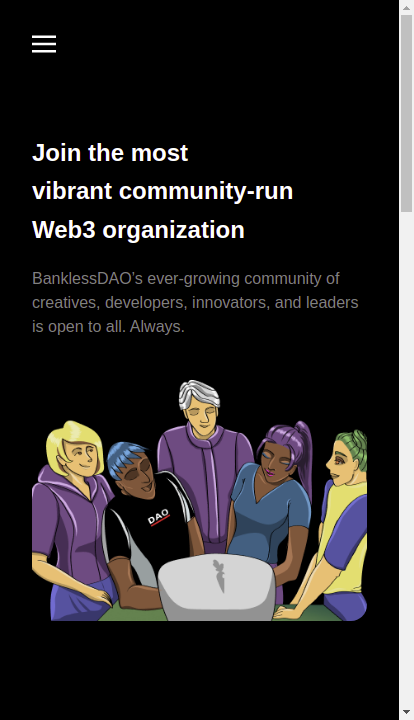 Join the most
vibrant community-run
Web3 organization
BanklessDAO’s ever-growing community of
creatives, developers, innovators, and leaders
is open to all. Always.
DAO